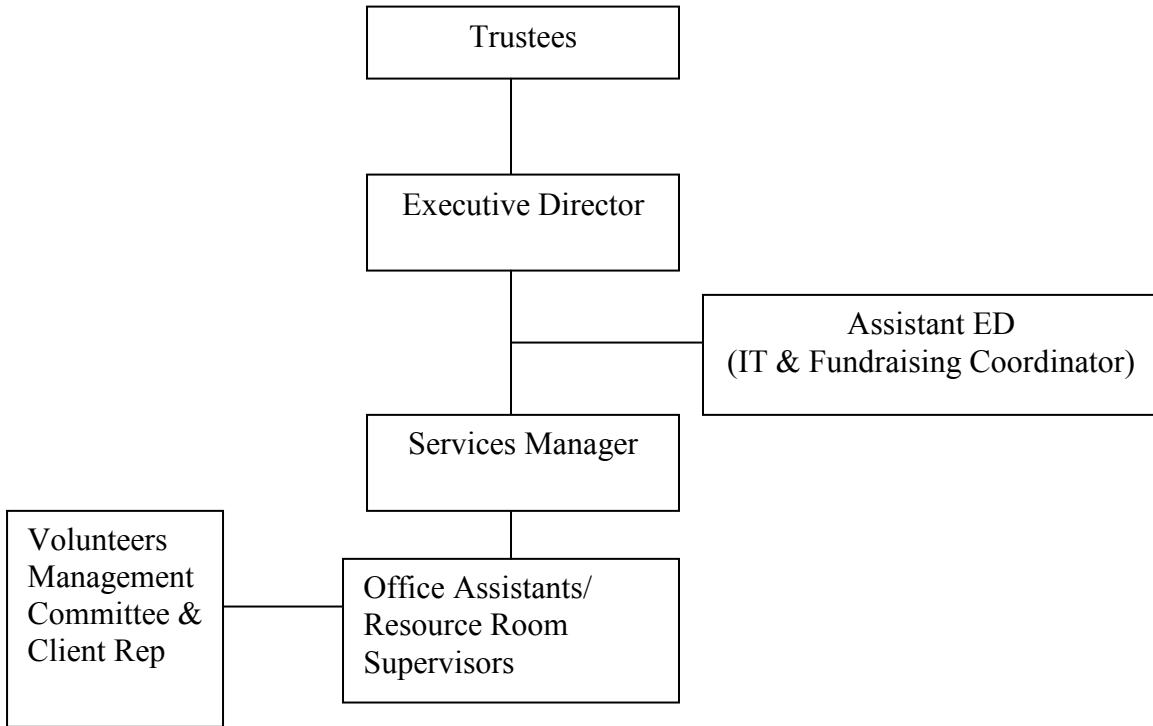 Trustees
Executive Director
Assistant ED
(IT & Fundraising Coordinator)
Services Manager
Volunteers
Management
Committee &
Client Rep
Office Assistants/
Resource Room
Supervisors